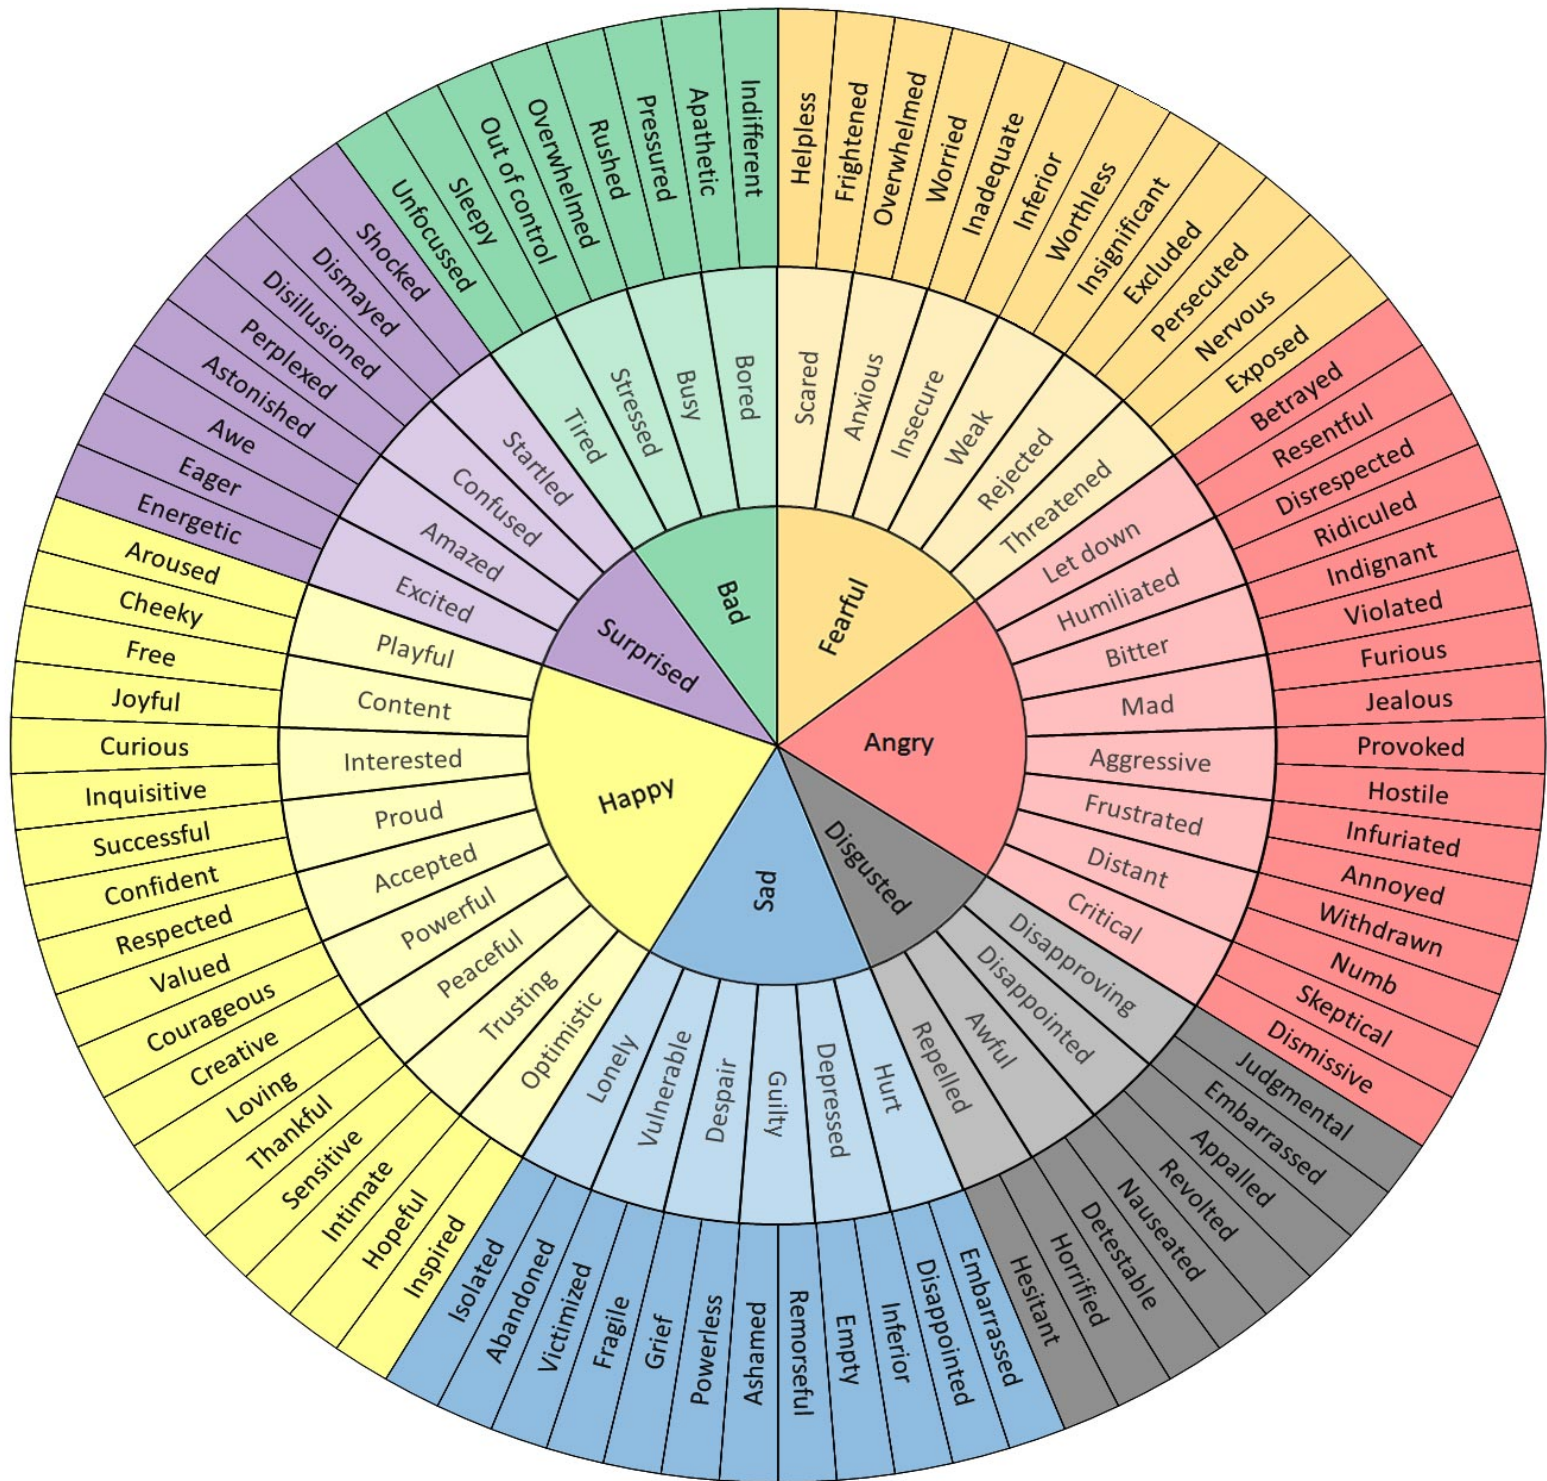 Fearful
Angry
Disgusted
Sad
Happy
Surprised
Bad
Scared
Anxious
Insecure
Weak
Rejected
Threatened
Let down
Humiliated
Bitter
Mad
Aggressive
Frustrated
Distant
Critical
Disapproving
Disappointed
Awful
Repelled
Hurt
Depressed
Guilty
Despair
Vulnerable
Lonely
Optimistic
Trusting
Peaceful
Powerful
Accepted
Proud
Interested
Content
Playful
Excited
Amazed
Confused
Startled
Tired
Stressed
Busy
Bored
Helpless
Frightened
Overwhelmed
Worried
Inadequate
Inferior
Worthless
Insignificant
Excluded
Persecuted
Nervous
Exposed
Betrayed
Resentful
Disrespected
Ridiculed
Indignant
Violated
Furious
Jealous
Provoked
Hostile
Infuriated
Annoyed
Withdrawn
Numb
Skeptical
Dismissive
Judgmental
Embarrassed
Appalled
Revolted
Nauseated
Detestable
Horrified
Hesitant
Embarrassed
Disappointed
Inferior
Empty
Remorseful
Ashamed
Powerless
Grief
Fragile
Victimized
Abandoned
Isolated
Inspired
Hopeful
Intimate
Sensitive
Thankful
Loving
Creative
Courageous
Valued
Respected
Confident
Successful
Inquisitive
Curious
Joyful
Free
Cheeky
Aroused
Energetic
Eager
Awe
Astonished
Perplexed
Disillusioned
Dismayed
Shocked
Unfocussed
Sleepy
Out of control
Overwhelmed
Rushed
Pressured
Apathetic
Indifferent